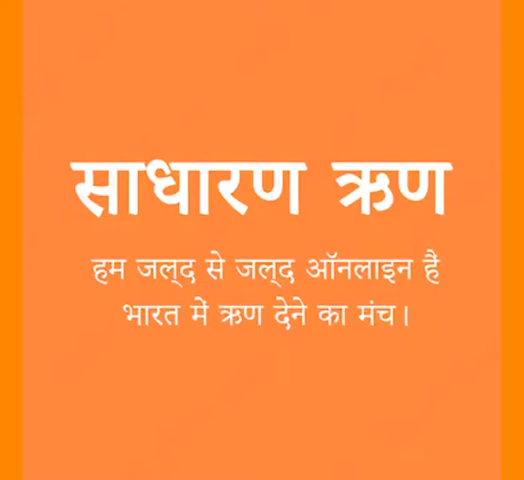 साधारण ऋण
हम जल्‌द से जल्‌द ऑनलाइन हैं
भारत में ऋण देने का मंच।